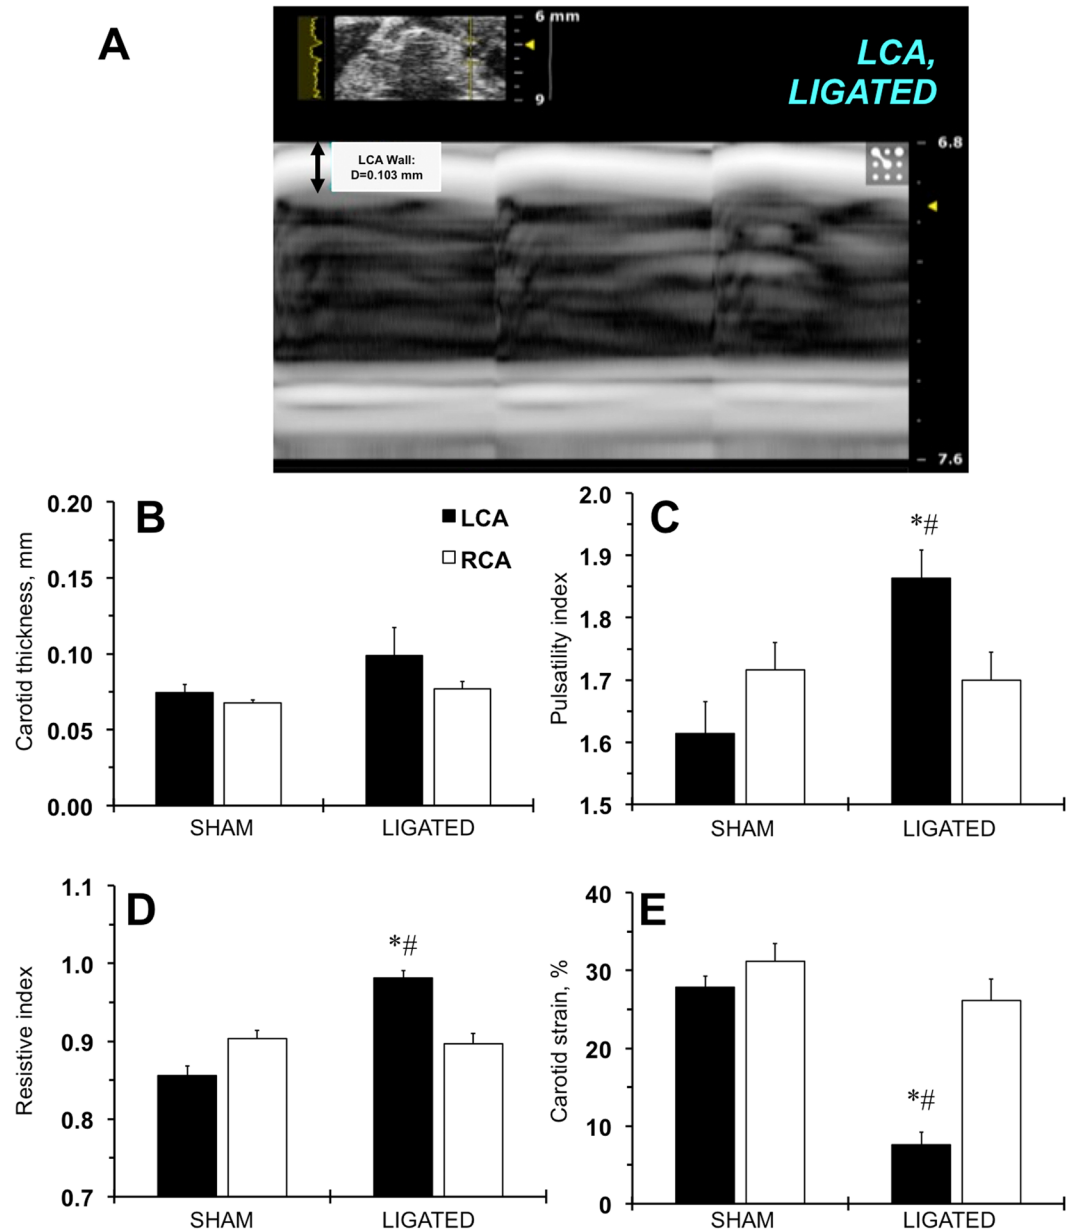 A
6 mm
9
LCA,
LIGATED
6.8
LCA Wall:
D=0.103 mm
7.6
B
Carotid thickness, mm
0.20
0.15
0.10
0.05
0.00
LCA
RCA
SHAM
LIGATED
C
Pulsatility index
2.0
1.9
1.8
1.7
1.6
1.5
*#
SHAM
LIGATED
D
Resistive index
1.1
1.0
0.9
0.8
0.7
*#
SHAM
LIGATED
E
Carotid strain, %
40
30
20
10
0
*#
SHAM
LIGATED